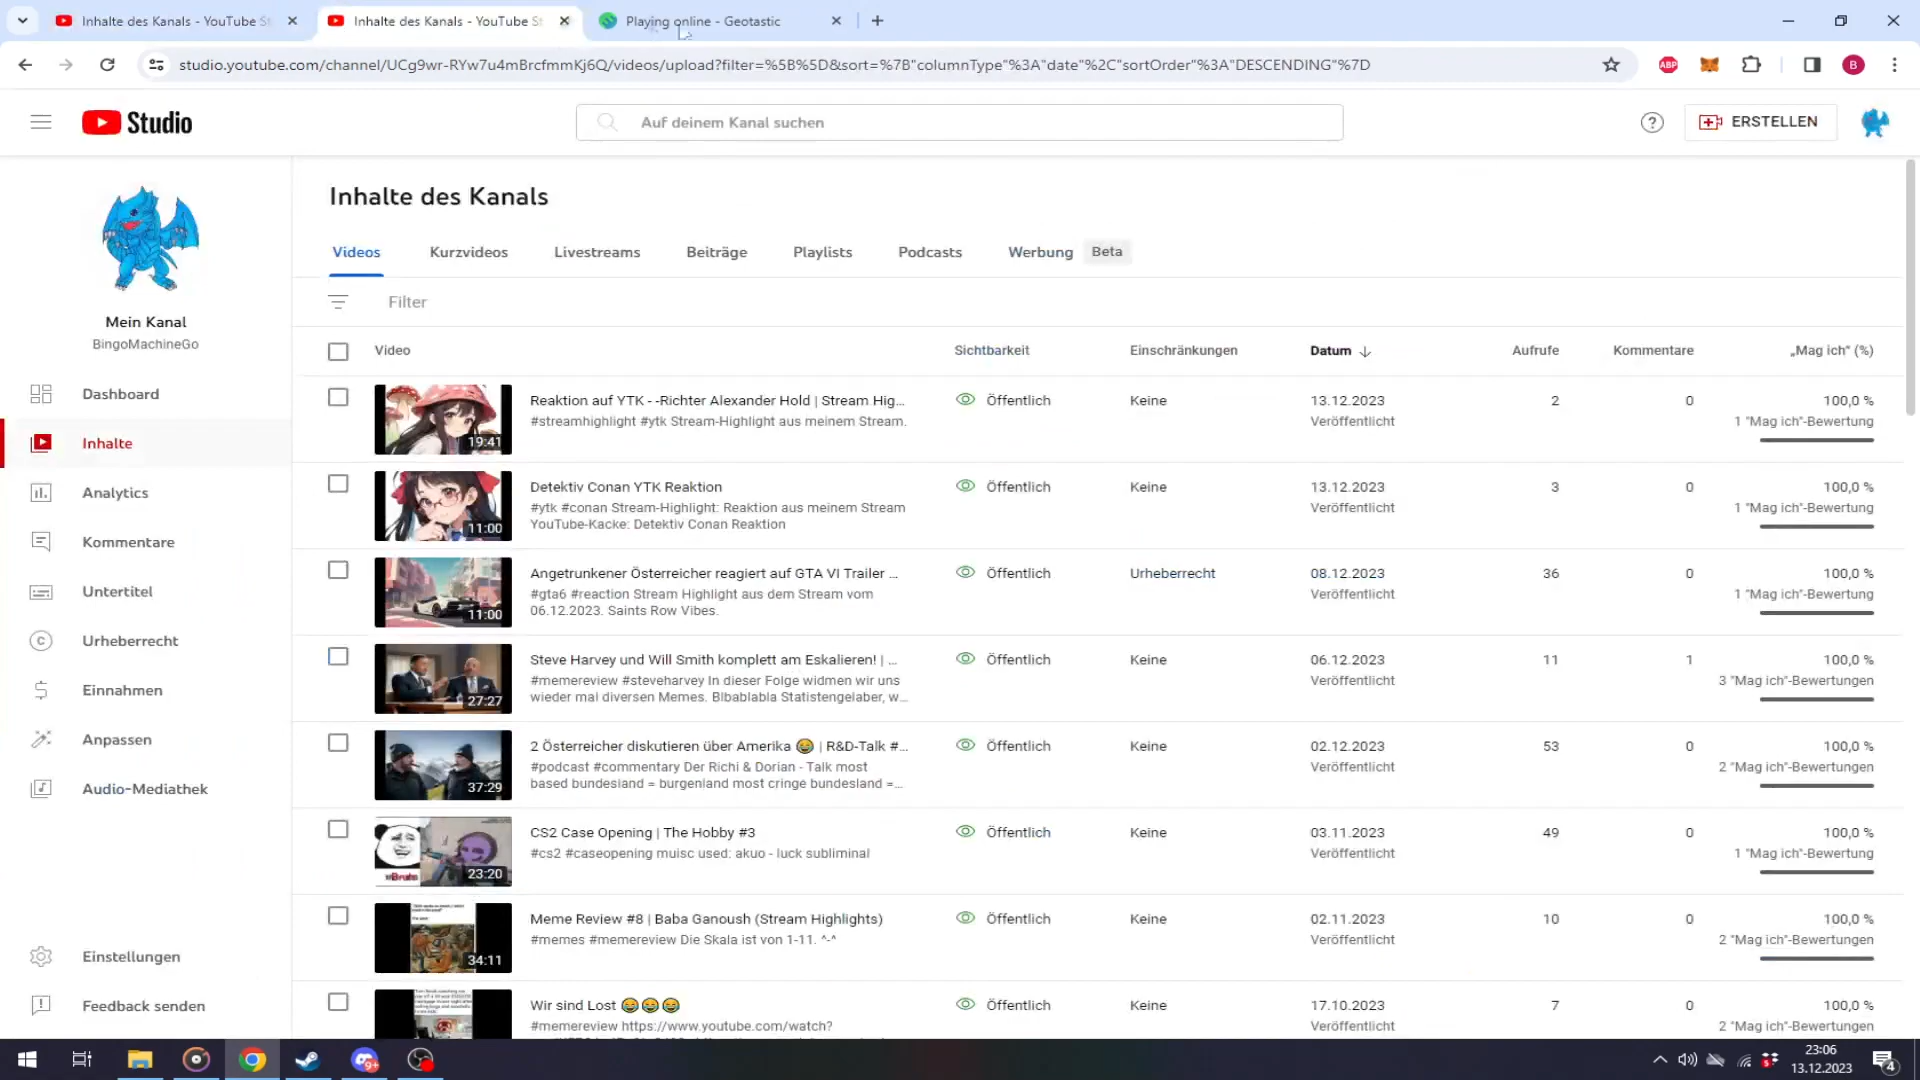 Inhalte des Kanals - YouTube St
Inhalte des Kanals - YouTube St
Playing online - Geotastic
studio.youtube.com/channel/UCg9wr-RYw7u4mBrcfmmKj6Q/videos/upload?filter=%5B%5D&sort=%7B"columnType"%3A"date"%2C"sortOrder"%3A"DESCENDING"%7D
ABP
B
Studio
Auf deinem Kanal suchen
ERSTELLEN
Mein Kanal
BingoMachineGo
Dashboard
Inhalte
Analytics
Kommentare
Untertitel
Urheberrecht
Einnahmen
Anpassen
Audio-Mediathek
Einstellungen
Feedback senden
Inhalte des Kanals
Videos Kurzvideos Livestreams Beiträge Playlists Podcasts Werbung Beta
Filter
Video Sichtbarkeit Einschränkungen Datum Aufrufe Kommentare „Mag ich“ (%)
19:41 Reaktion auf YTK - -Richter Alexander Hold | Stream Hig... Öffentlich Keine 13.12.2023 2 0 100,0 %
#streamhighlight #ytk Stream-Highlight aus meinem Stream. Veröffentlicht 1 "Mag ich"-Bewertung
11:00 Detektiv Conan YTK Reaktion Öffentlich Keine 13.12.2023 3 0 100,0 %
#ytk #conan Stream-Highlight: Reaktion aus meinem Stream Veröffentlicht 1 "Mag ich"-Bewertung
YouTube-Kacke: Detektiv Conan Reaktion
11:00 Angetrunkener Österreicher reagiert auf GTA VI Trailer ... Öffentlich Urheberrecht 08.12.2023 36 0 100,0 %
#gta6 #reaction Stream Highlight aus dem Stream vom Veröffentlicht 1 "Mag ich"-Bewertung
06.12.2023. Saints Row Vibes.
27:27 Steve Harvey und Will Smith komplett am Eskalieren! | ... Öffentlich Keine 06.12.2023 11 1 100,0 %
#memereview #steveharvey In dieser Folge widmen wir uns Veröffentlicht 3 "Mag ich"-Bewertungen
wieder mal diversen Memes. Blbablabla Statistengelaber, w...
37:29 2 Österreicher diskutieren über Amerika 😂 | R&D-Talk #... Öffentlich Keine 02.12.2023 53 0 100,0 %
#podcast #commentary Der Richi & Dorian - Talk most Veröffentlicht 2 "Mag ich"-Bewertungen
based bundesland = burgenland most cringe bundesland =...
23:20 CS2 Case Opening | The Hobby #3 Öffentlich Keine 03.11.2023 49 0 100,0 %
#cs2 #caseopening muisc used: akuo - luck subliminal Veröffentlicht 1 "Mag ich"-Bewertung
34:11 Meme Review #8 | Baba Ganoush (Stream Highlights) Öffentlich Keine 02.11.2023 10 0 100,0 %
#memes #memereview Die Skala ist von 1-11. ^-^ Veröffentlicht 2 "Mag ich"-Bewertungen
Wir sind Lost 😂😂😂 Öffentlich Keine 17.10.2023 7 0 100,0 %
#memereview https://www.youtube.com/watch? Veröffentlicht 2 "Mag ich"-Bewertungen
9+
23:06
13.12.2023
4